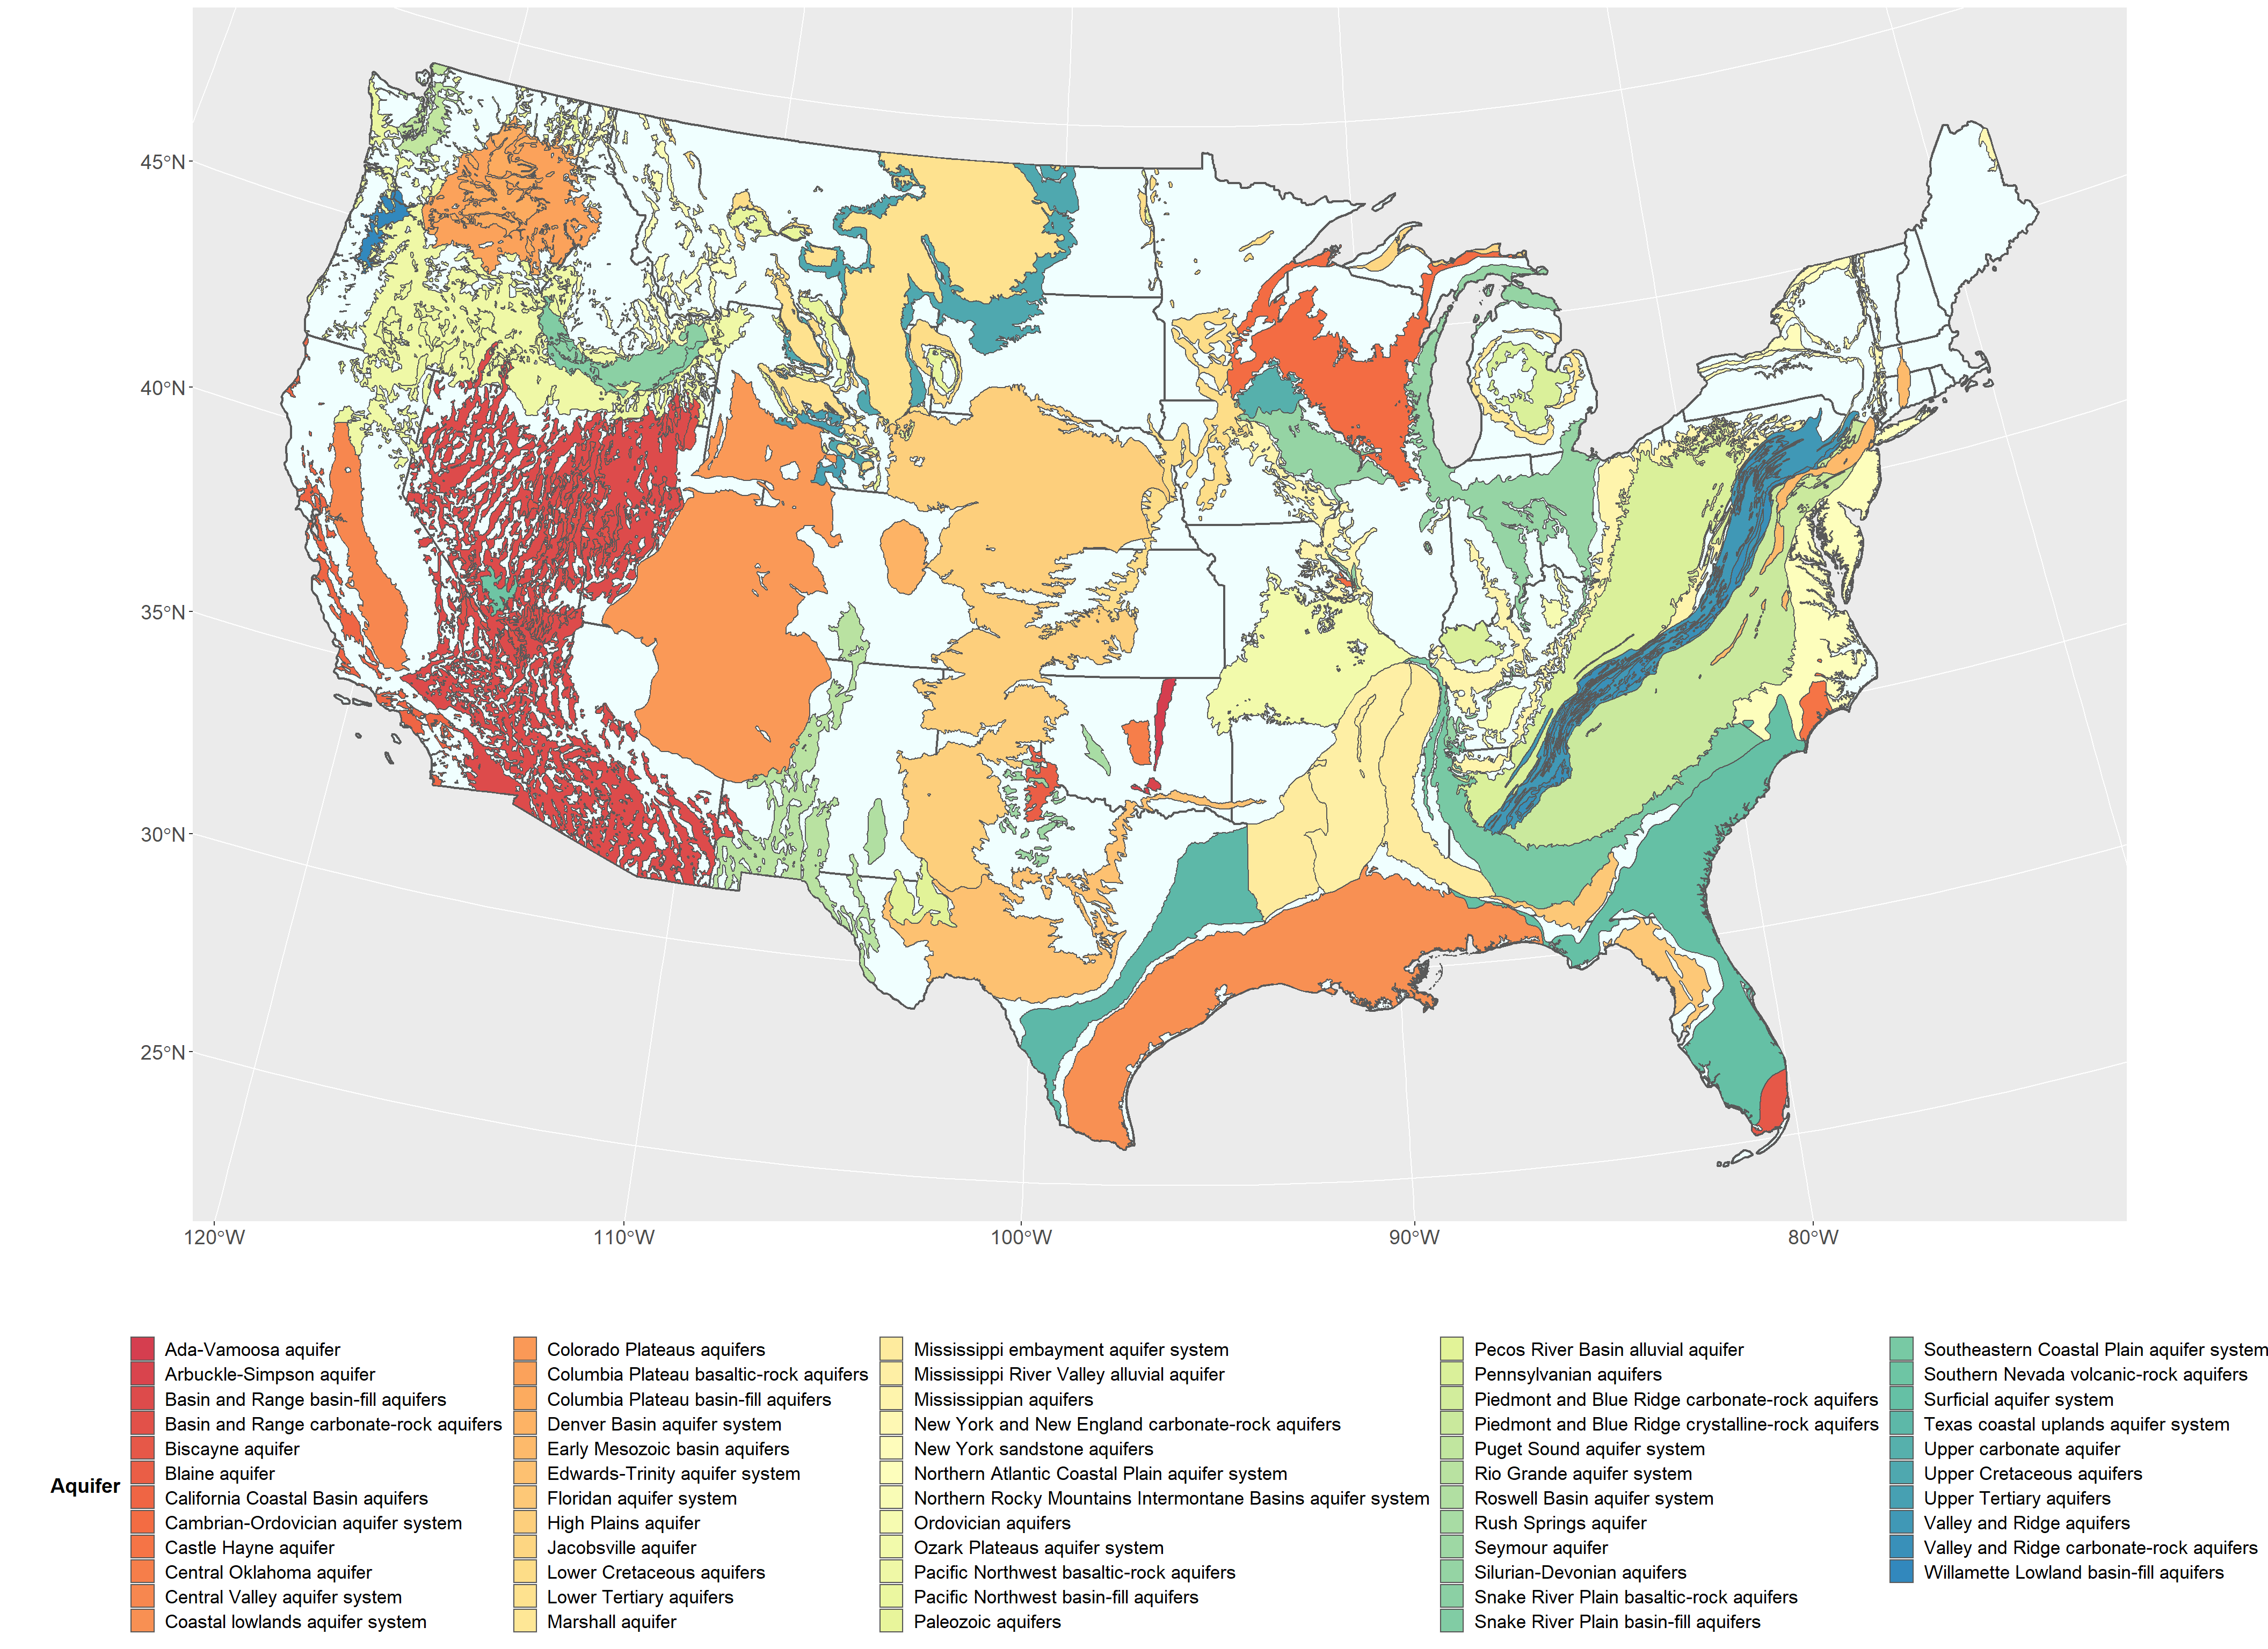 45°N
40°N
35°N
30°N
25°N
120°W 110°W 100°W 90°W 80°W
Aquifer
Ada-Vamoosa aquifer
Arbuckle-Simpson aquifer
Basin and Range basin-fill aquifers
Basin and Range carbonate-rock aquifers
Biscayne aquifer
Blaine aquifer
California Coastal Basin aquifers
Cambrian-Ordovician aquifer system
Castle Hayne aquifer
Central Oklahoma aquifer
Central Valley aquifer system
Coastal lowlands aquifer system
Colorado Plateaus aquifers
Columbia Plateau basaltic-rock aquifers
Columbia Plateau basin-fill aquifers
Denver Basin aquifer system
Early Mesozoic basin aquifers
Edwards-Trinity aquifer system
Floridan aquifer system
High Plains aquifer
Jacobsville aquifer
Lower Cretaceous aquifers
Lower Tertiary aquifers
Marshall aquifer
Mississippi embayment aquifer system
Mississippi River Valley alluvial aquifer
Mississippian aquifers
New York and New England carbonate-rock aquifers
New York sandstone aquifers
Northern Atlantic Coastal Plain aquifer system
Northern Rocky Mountains Intermontane Basins aquifer system
Ordovician aquifers
Ozark Plateaus aquifer system
Pacific Northwest basaltic-rock aquifers
Pacific Northwest basin-fill aquifers
Paleozoic aquifers
Pecos River Basin alluvial aquifer
Pennsylvanian aquifers
Piedmont and Blue Ridge carbonate-rock aquifers
Piedmont and Blue Ridge crystalline-rock aquifers
Puget Sound aquifer system
Rio Grande aquifer system
Roswell Basin aquifer system
Rush Springs aquifer
Seymour aquifer
Silurian-Devonian aquifers
Snake River Plain basaltic-rock aquifers
Snake River Plain basin-fill aquifers
Southeastern Coastal Plain aquifer system
Southern Nevada volcanic-rock aquifers
Surficial aquifer system
Texas coastal uplands aquifer system
Upper carbonate aquifer
Upper Cretaceous aquifers
Upper Tertiary aquifers
Valley and Ridge aquifers
Valley and Ridge carbonate-rock aquifers
Willamette Lowland basin-fill aquifers